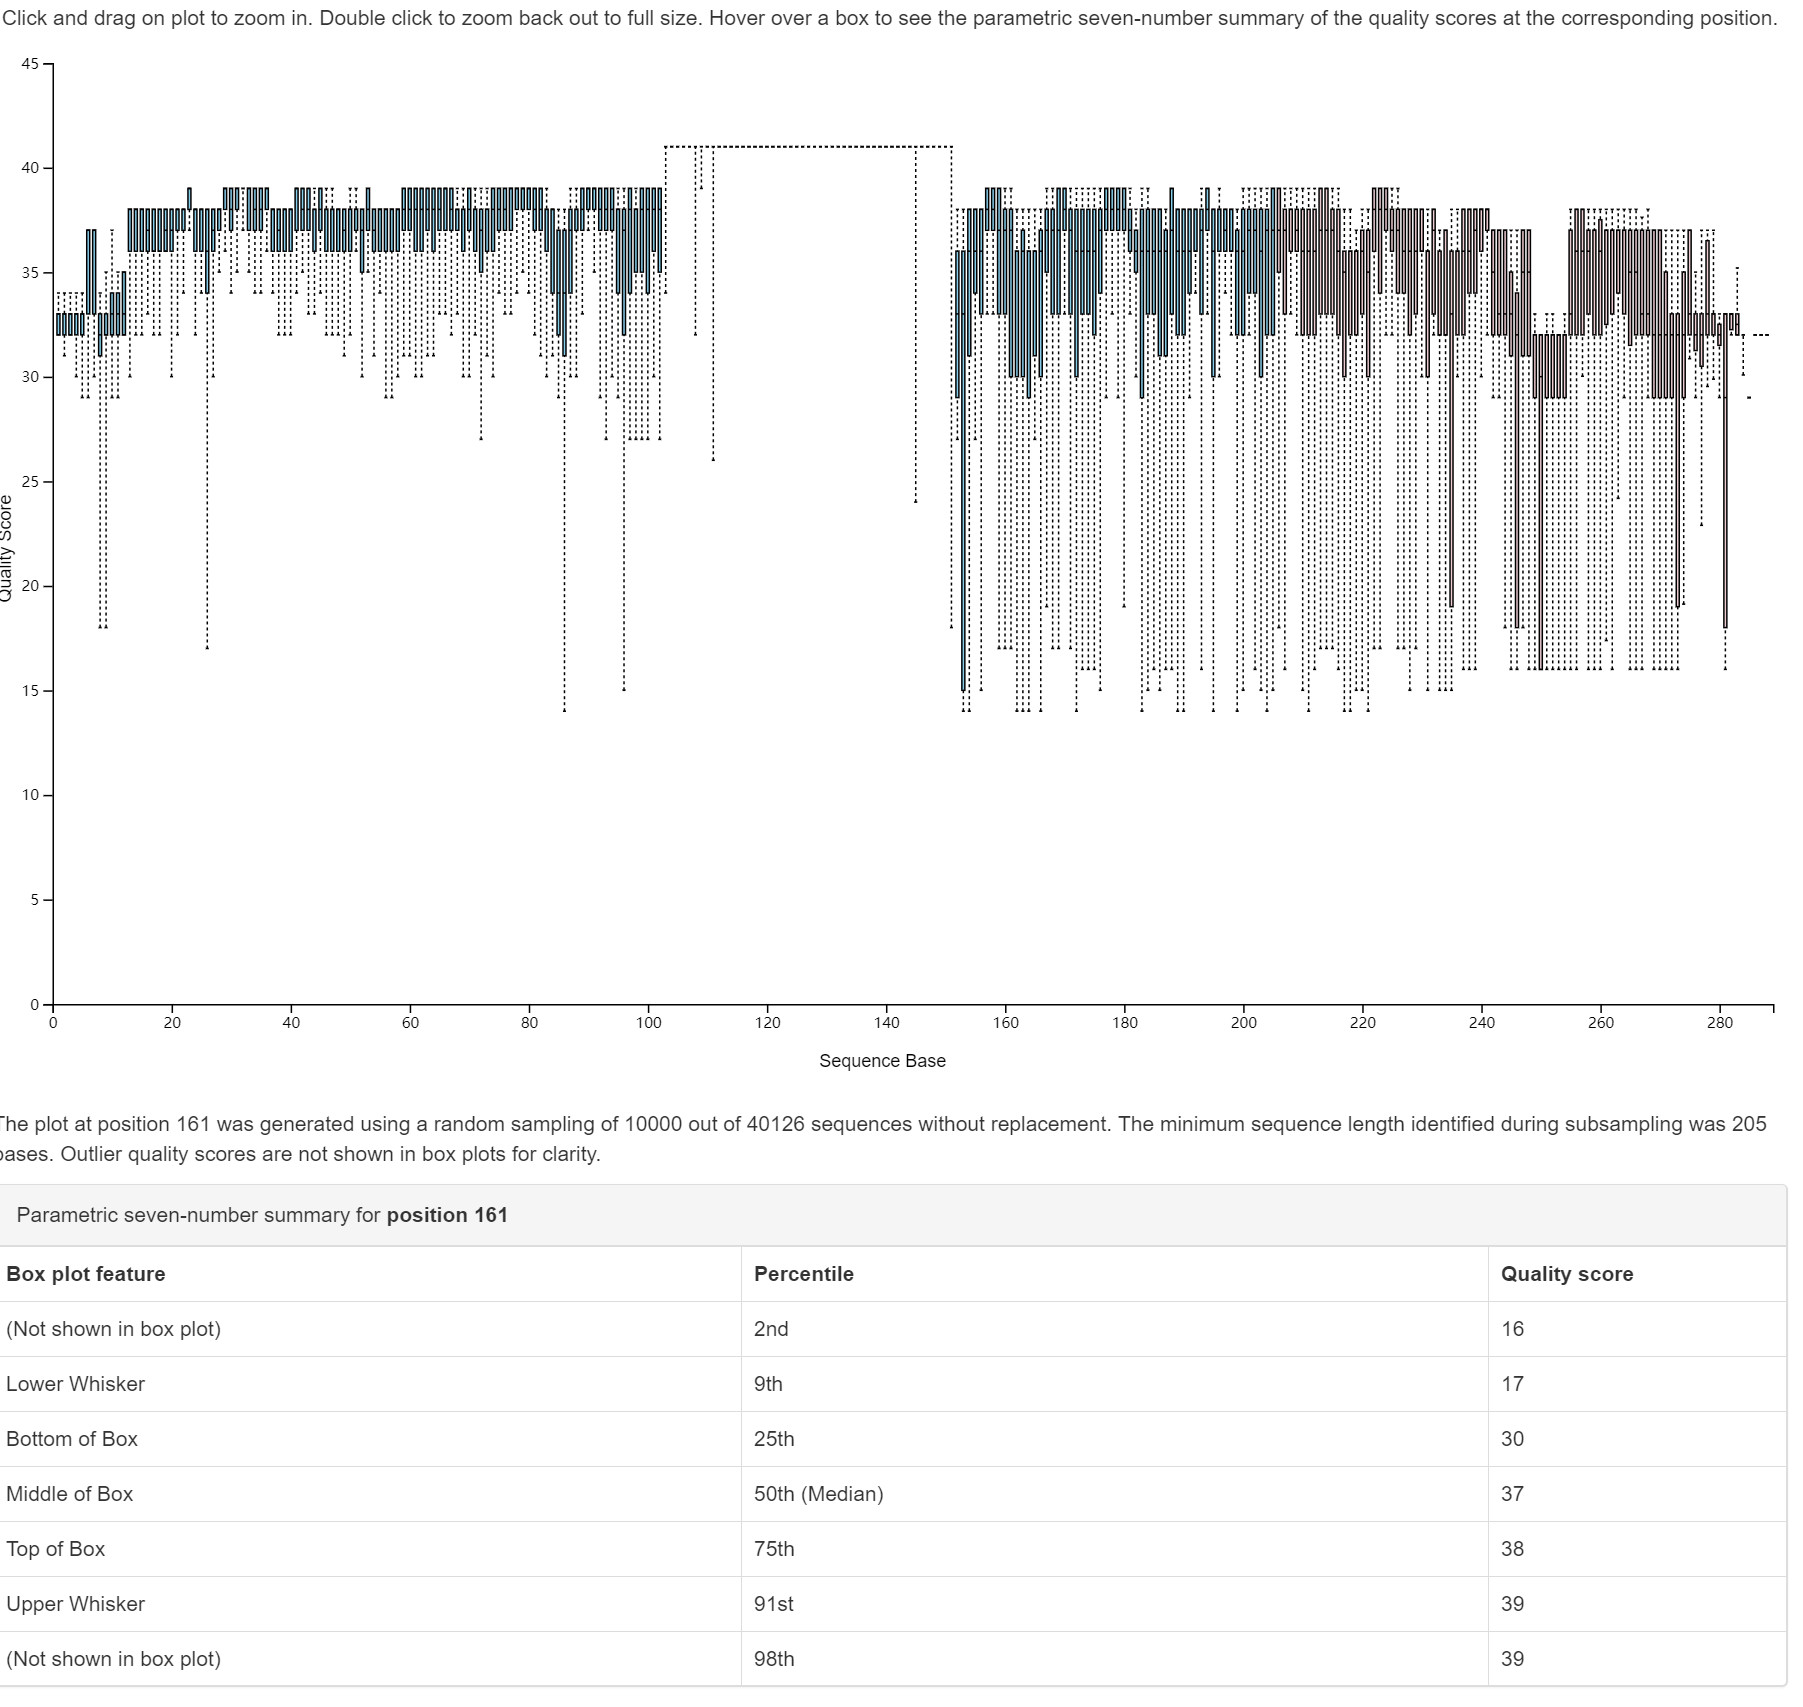 Click and drag on plot to zoom in. Double click to zoom back out to full size. Hover over a box to see the parametric seven-number summary of the quality scores at the corresponding position.
45
40
35
30
25
20
15
10
5
0
Quality Score
0 20 40 60 80 100 120 140 160 180 200 220 240 260 280
Sequence Base
The plot at position 161 was generated using a random sampling of 10000 out of 40126 sequences without replacement. The minimum sequence length identified during subsampling was 205
bases. Outlier quality scores are not shown in box plots for clarity.
Parametric seven-number summary for position 161
Box plot feature Percentile Quality score
(Not shown in box plot) 2nd 16
Lower Whisker 9th 17
Bottom of Box 25th 30
Middle of Box 50th (Median) 37
Top of Box 75th 38
Upper Whisker 91st 39
(Not shown in box plot) 98th 39